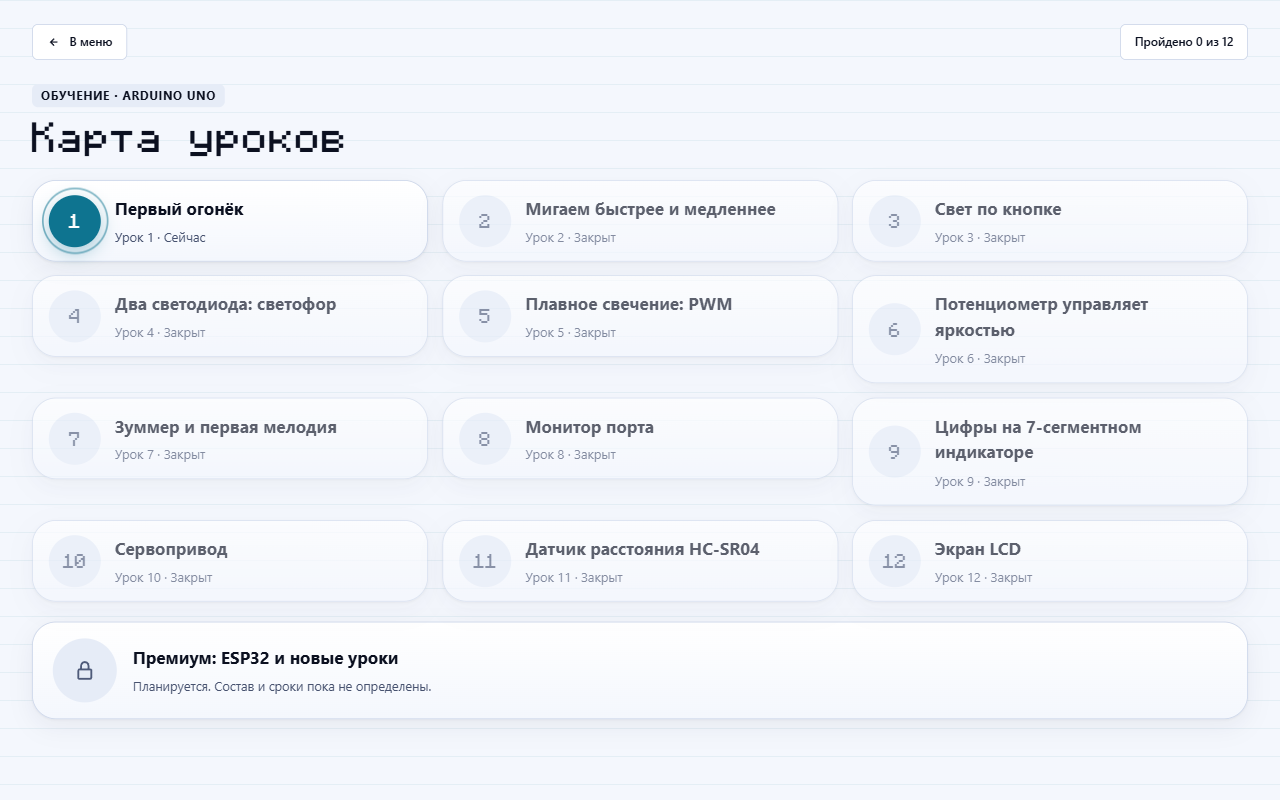 В меню
Пройдено 0 из 12
ОБУЧЕНИЕ · ARDUINO UNO
Карта уроков
1
Первый огонёк
Урок 1 · Сейчас
2
Мигаем быстрее и медленнее
Урок 2 · Закрыт
3
Свет по кнопке
Урок 3 · Закрыт
4
Два светодиода: светофор
Урок 4 · Закрыт
5
Плавное свечение: PWM
Урок 5 · Закрыт
6
Потенциометр управляет
яркостью
Урок 6 · Закрыт
7
Зуммер и первая мелодия
Урок 7 · Закрыт
8
Монитор порта
Урок 8 · Закрыт
9
Цифры на 7-сегментном
индикаторе
Урок 9 · Закрыт
10
Сервопривод
Урок 10 · Закрыт
11
Датчик расстояния HC-SR04
Урок 11 · Закрыт
12
Экран LCD
Урок 12 · Закрыт
Премиум: ESP32 и новые уроки
Планируется. Состав и сроки пока не определены.